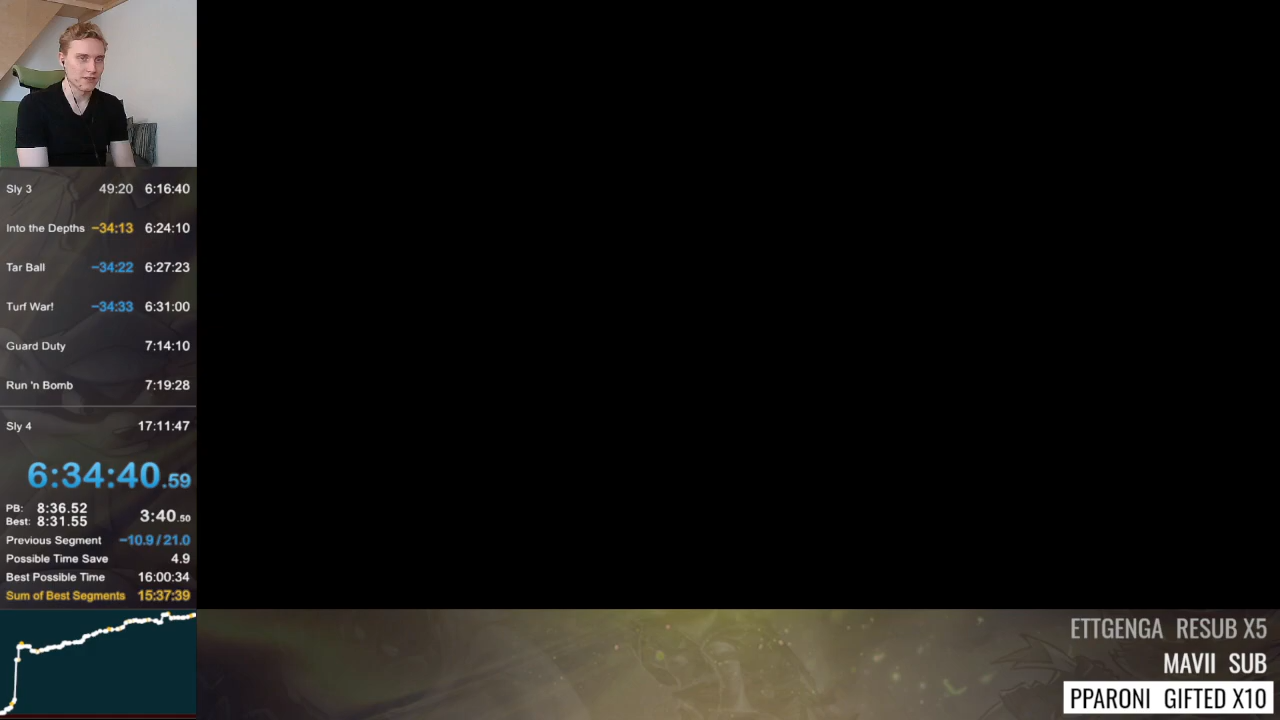 Sly 3 49:20 6:16:40
Into the Depths −34:13 6:24:10
Tar Ball −34:22 6:27:23
Turf War! −34:33 6:31:00
Guard Duty 7:14:10
Run 'n Bomb 7:19:28
Sly 4 17:11:47
6:34:40.59
PB: 8:36.52
Best: 8:31.55
3:40.50
Previous Segment −10.9 / 21.0
Possible Time Save 4.9
Best Possible Time 16:00:34
Sum of Best Segments 15:37:39
ETTGENGA RESUB X5
MAVII SUB
PPARONI GIFTED X10